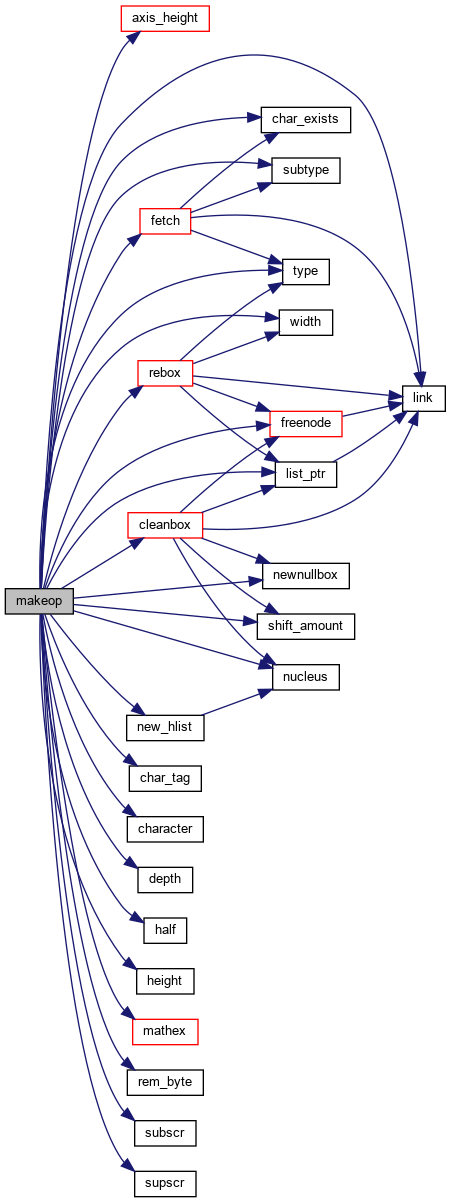 axis_height
char_exists
subtype
fetch
type
width
rebox
link
freenode
list_ptr
cleanbox
newnullbox
makeop
shift_amount
nucleus
new_hlist
char_tag
character
depth
half
height
mathex
rem_byte
subscr
supscr